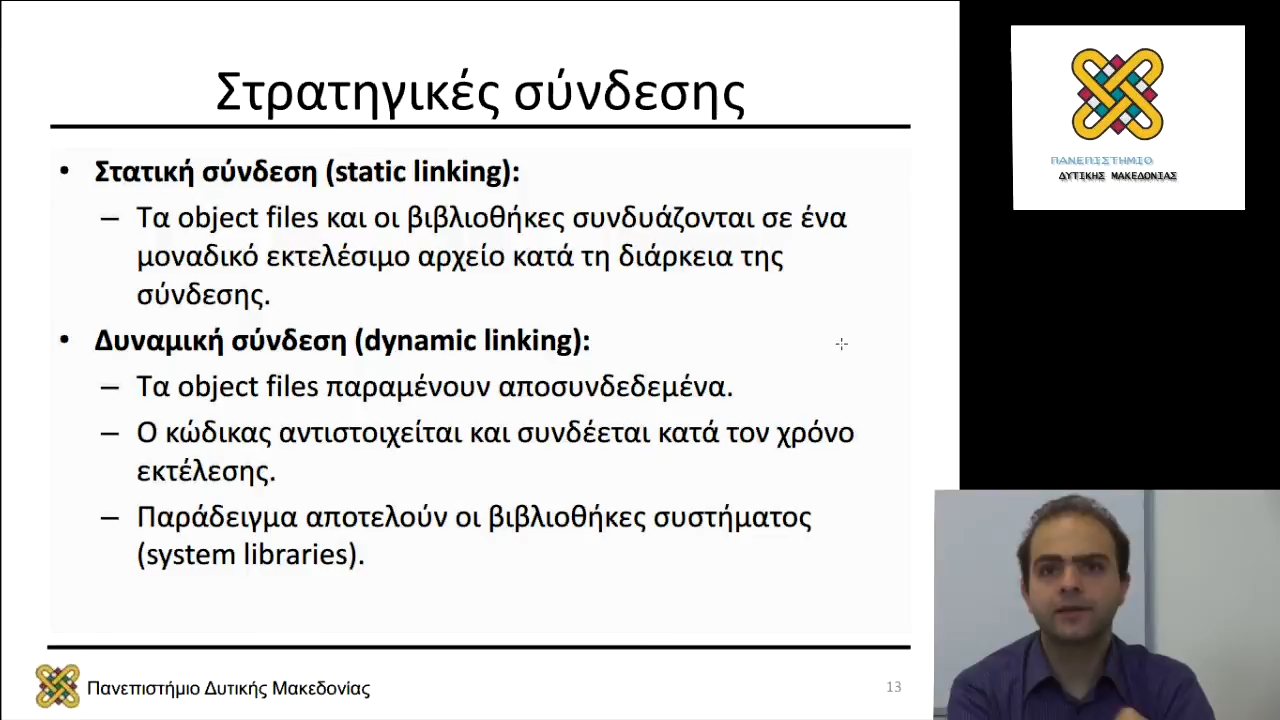 Στρατηγικές σύνδεσης
• Στατική σύνδεση (static linking):
– Τα object files και οι βιβλιοθήκες συνδυάζονται σε ένα
μοναδικό εκτελέσιμο αρχείο κατά τη διάρκεια της
σύνδεσης.
• Δυναμική σύνδεση (dynamic linking):
– Τα object files παραμένουν αποσυνδεδεμένα.
– Ο κώδικας αντιστοιχείται και συνδέεται κατά τον χρόνο
εκτέλεσης.
– Παράδειγμα αποτελούν οι βιβλιοθήκες συστήματος
(system libraries).
Πανεπιστήμιο Δυτικής Μακεδονίας
13
ΠΑΝΕΠΙΣΤΗΜΙΟ
ΔΥΤΙΚΗΣ ΜΑΚΕΔΟΝΙΑΣ